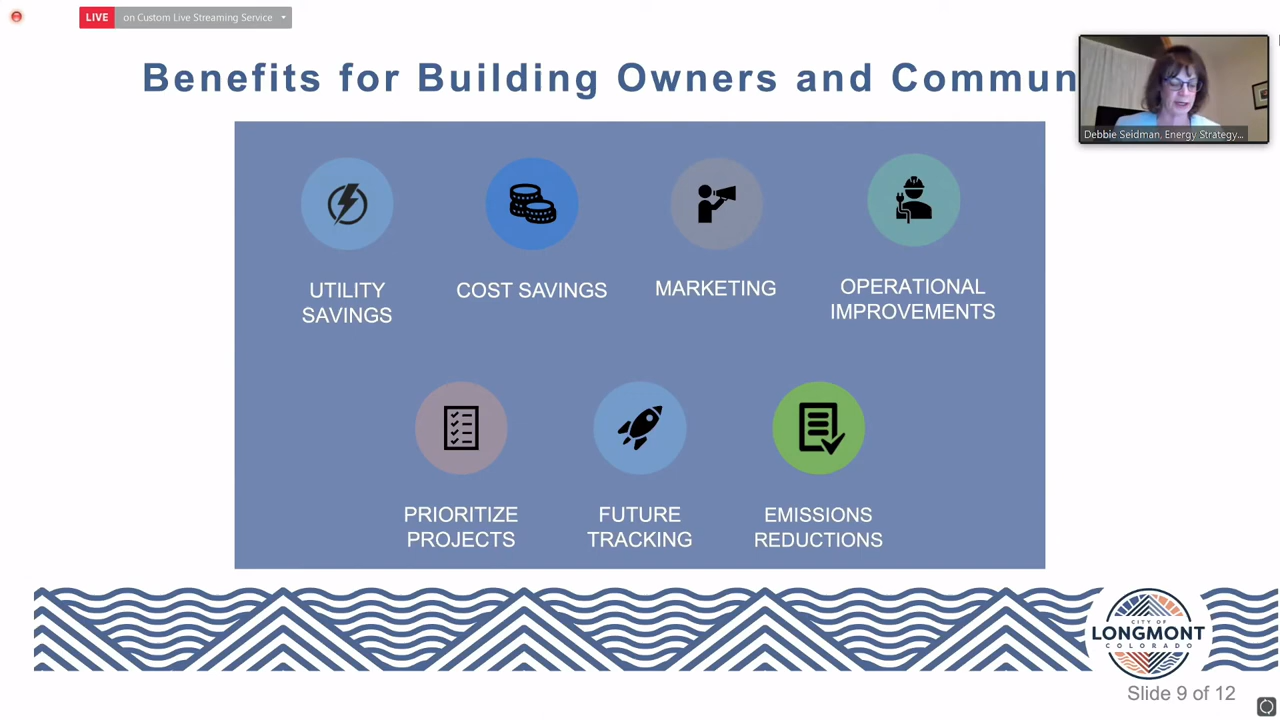 LIVE on Custom Live Streaming Service
Benefits for Building Owners and Commun
Debbie Seidman, Energy Strategy...
UTILITY
SAVINGS
COST SAVINGS
MARKETING
OPERATIONAL
IMPROVEMENTS
PRIORITIZE
PROJECTS
FUTURE
TRACKING
EMISSIONS
REDUCTIONS
CITY OF
LONGMONT
COLORADO
Slide 9 of 12